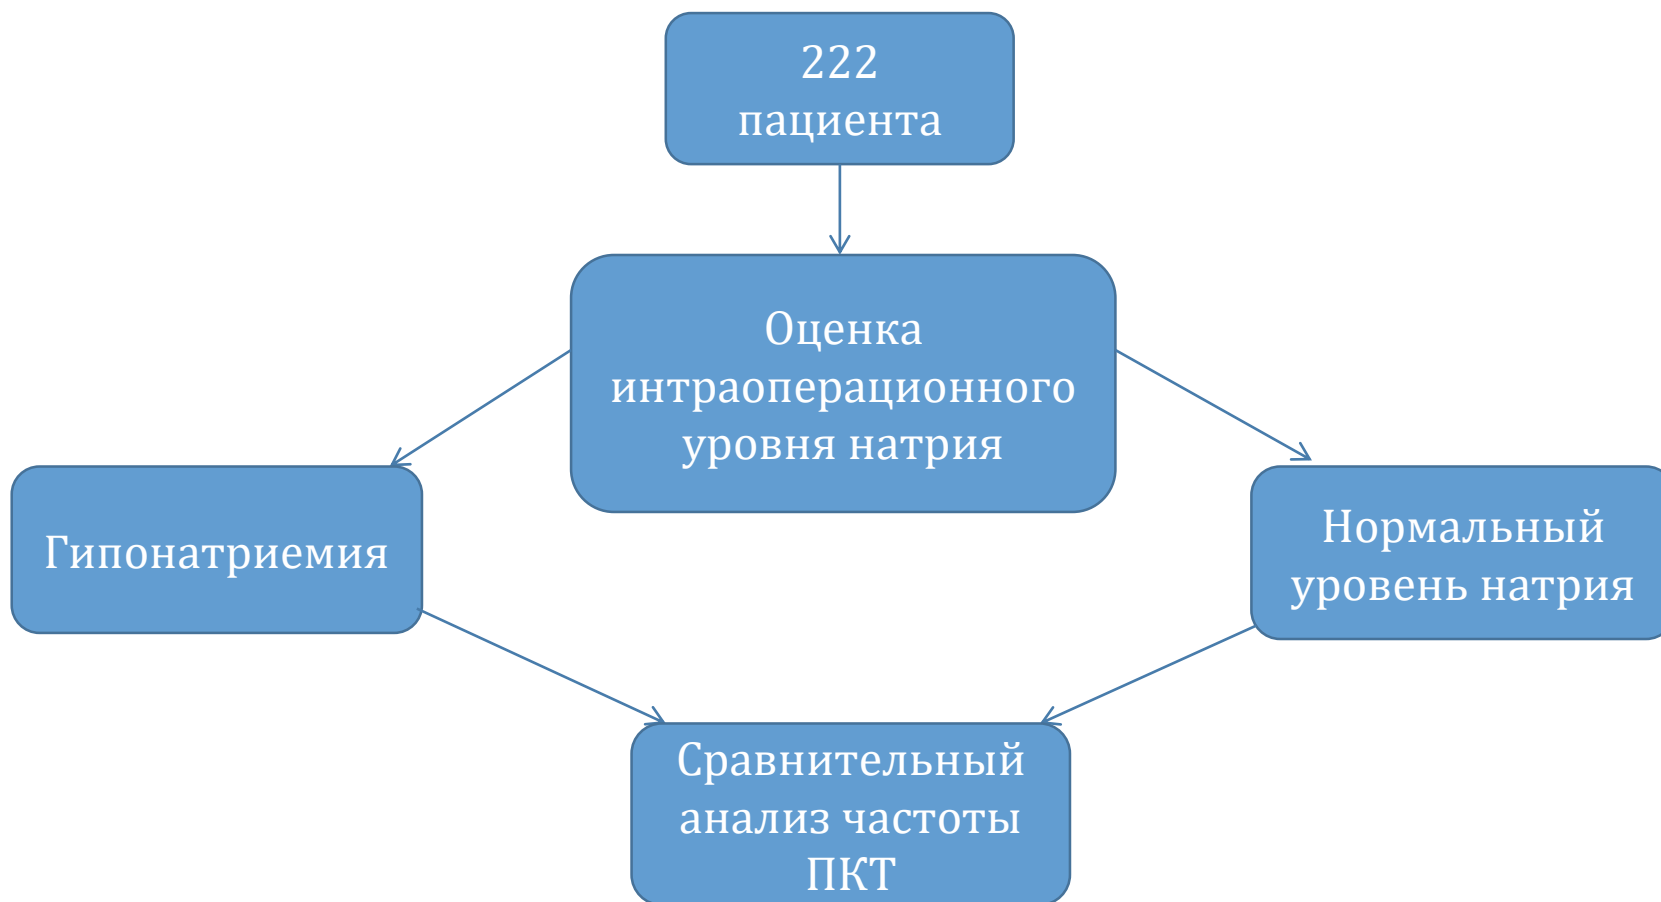 222
пациента
Оценка
интраоперационного
уровня натрия
Гипонатриемия
Нормальный
уровень натрия
Сравнительный
анализ частоты
ПКТ